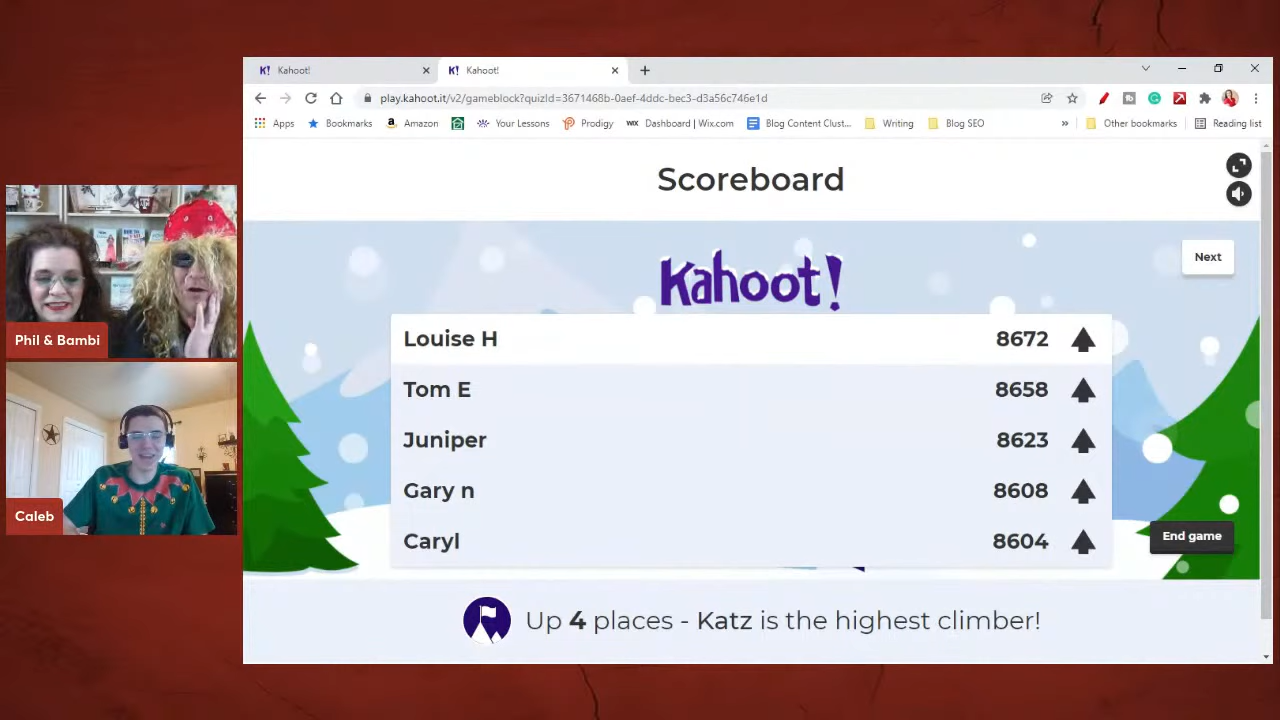 Kahoot!
Kahoot!
play.kahoot.it/v2/gameblock?quizId=3671468b-0aef-4ddc-bec3-d3a56c746e1d
Apps Bookmarks Amazon Your Lessons Prodigy WIX Dashboard | Wix.com Blog Content Clust... Writing Blog SEO » Other bookmarks Reading list
Scoreboard
Kahoot!
Next
Louise H 8672
Tom E 8658
Juniper 8623
Gary n 8608
Caryl 8604
End game
Up 4 places - Katz is the highest climber!
Phil & Bambi
Caleb